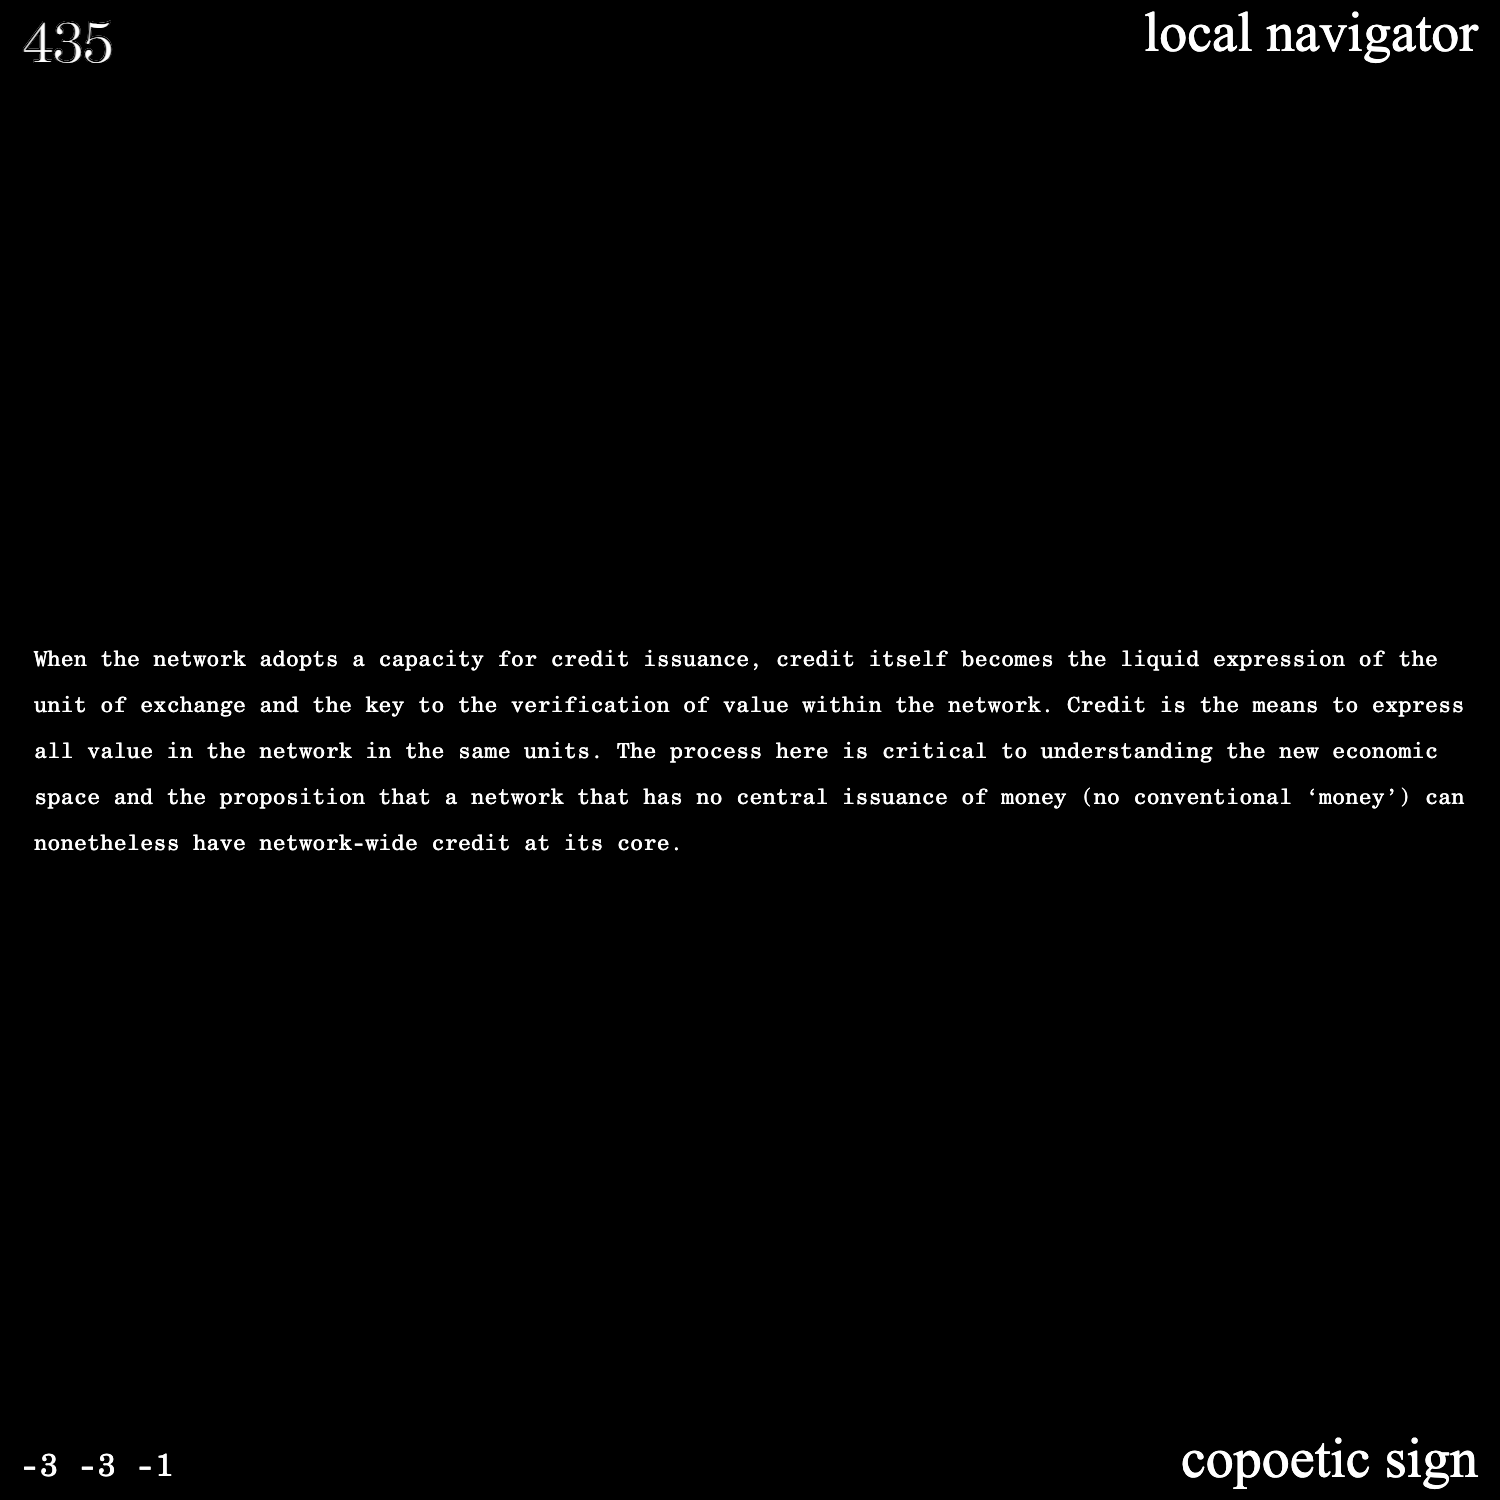 435
local navigator
When the network adopts a capacity for credit issuance, credit itself becomes the liquid expression of the
unit of exchange and the key to the verification of value within the network. Credit is the means to express
all value in the network in the same units. The process here is critical to understanding the new economic
space and the proposition that a network that has no central issuance of money (no conventional ‘money’) can
nonetheless have network-wide credit at its core.
-3 -3 -1
copoetic sign